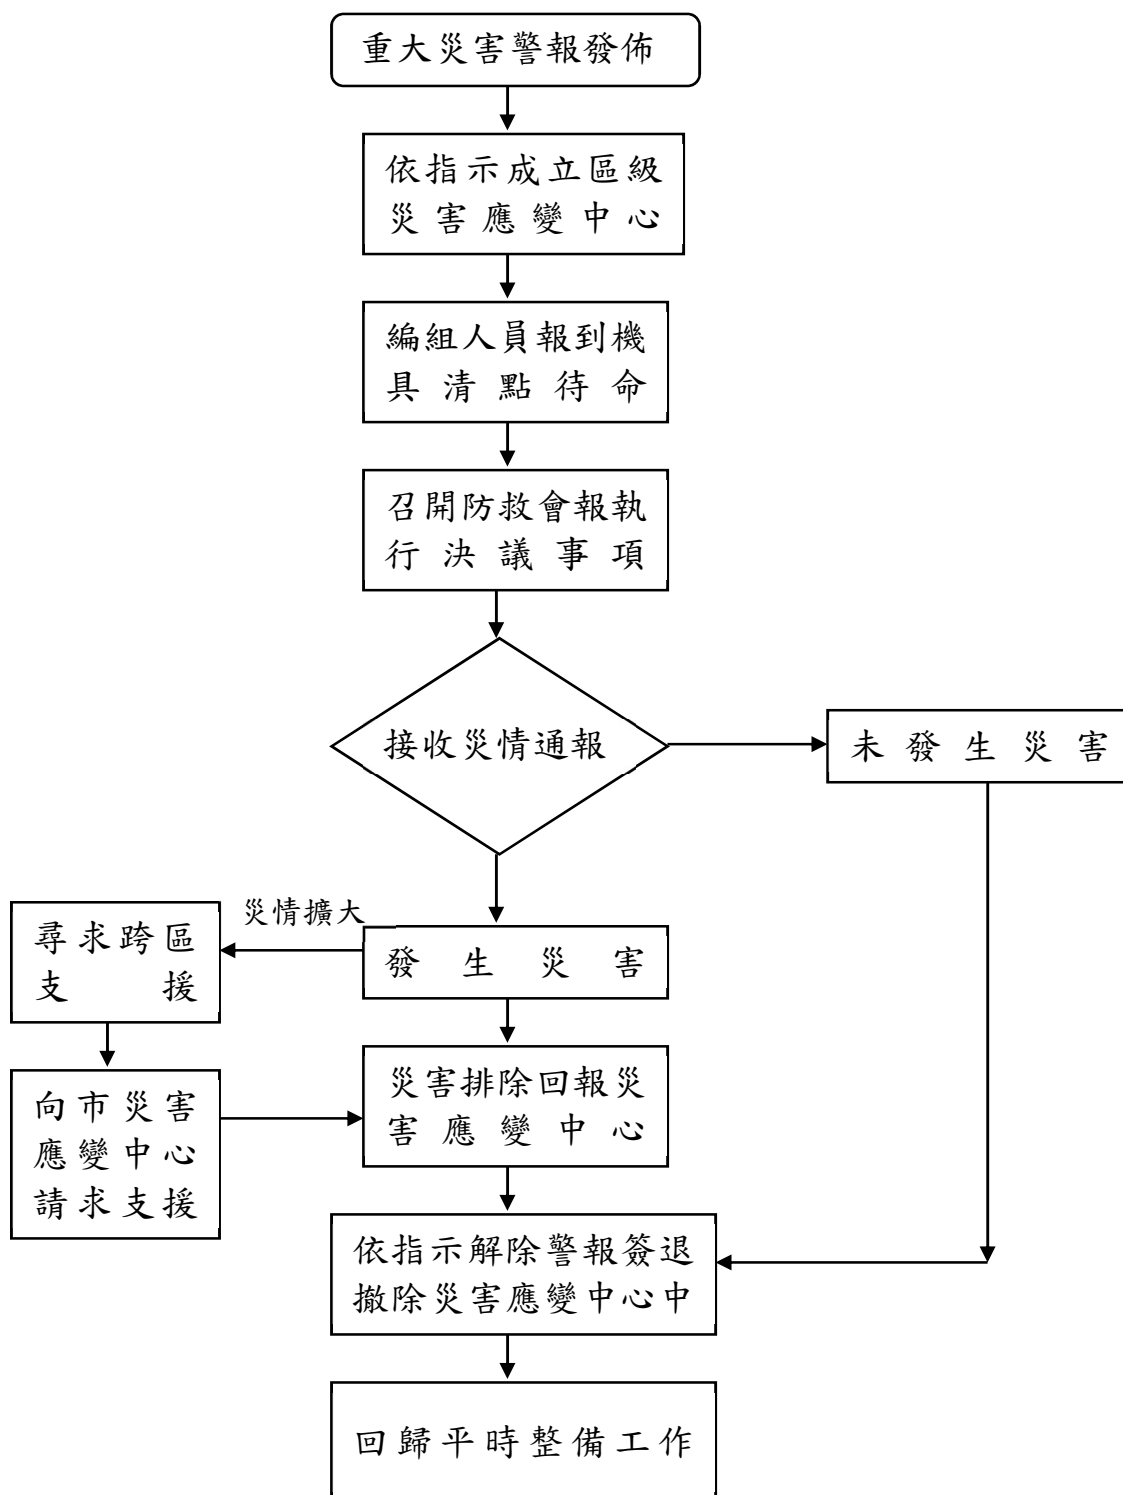 重大災害警報發佈
依指示成立區級
災害應變中心
編組人員報到機
具清點待命
召開防救會報執
行決議事項
接收災情通報
未發生災害
災情擴大
尋求跨區
支援
發生災害
向市災害
應變中心
請求支援
災害排除回報災
害應變中心
依指示解除警報簽退
撤除災害應變中心中
回歸平時整備工作